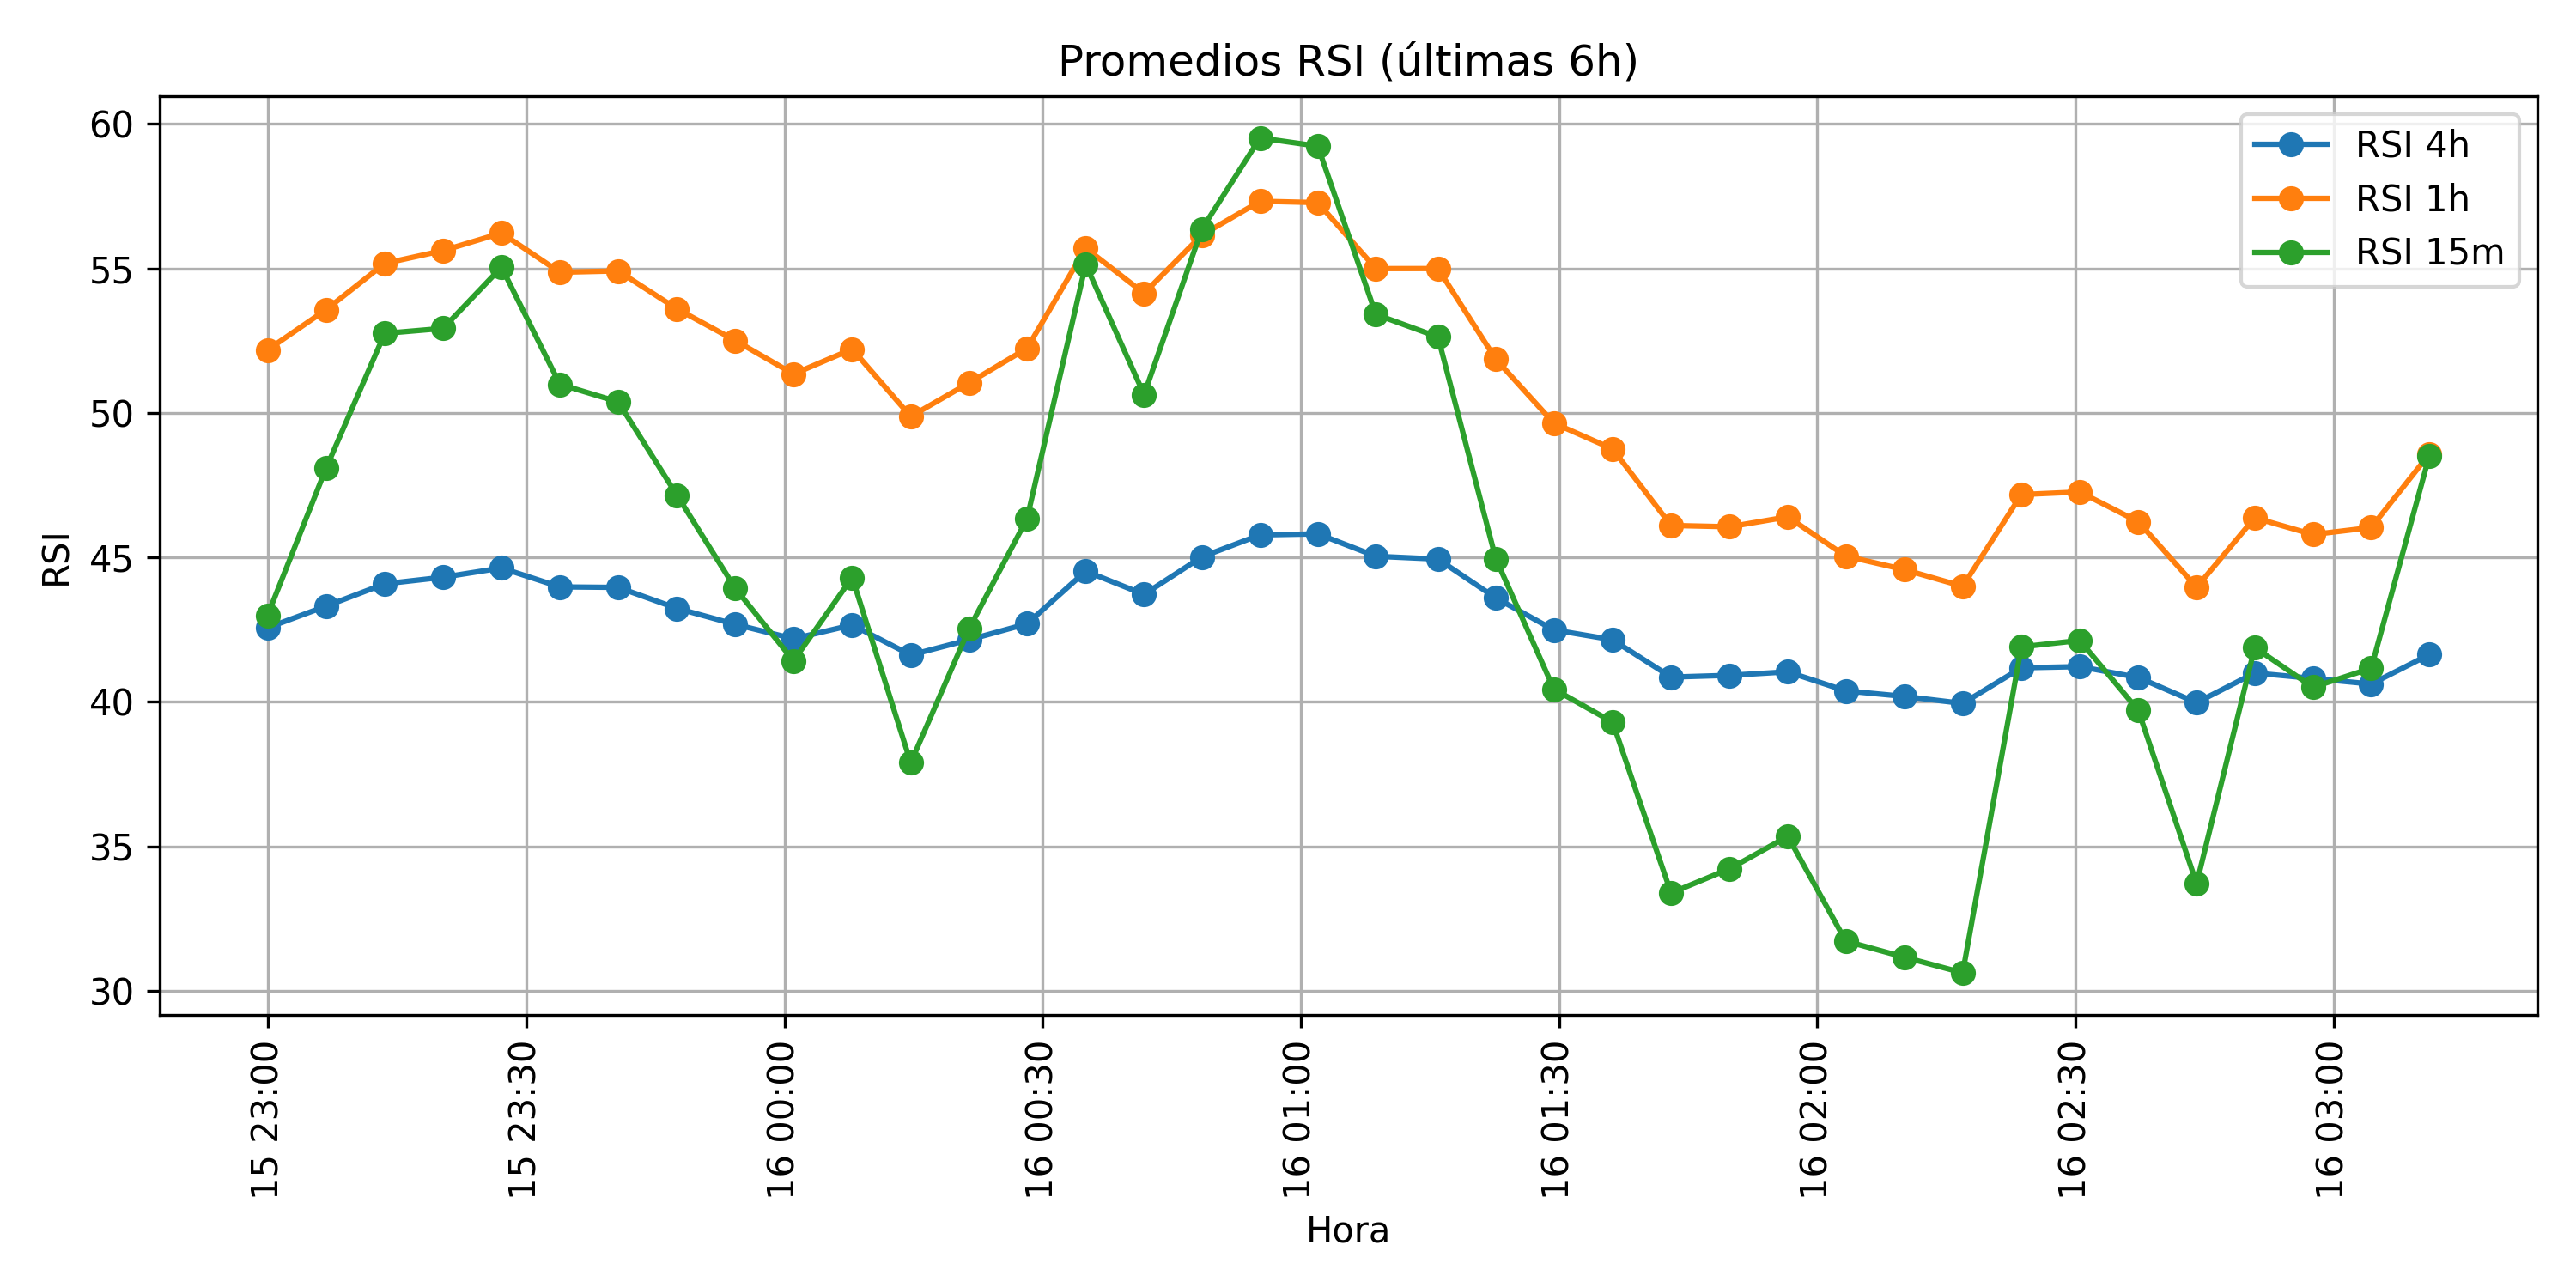 Promedios RSI (últimas 6h)
RSI 4h
RSI 1h
RSI 15m
60
55
50
45
40
35
30
RSI
15 23:00
15 23:30
16 00:00
16 00:30
16 01:00
16 01:30
16 02:00
16 02:30
16 03:00
Hora